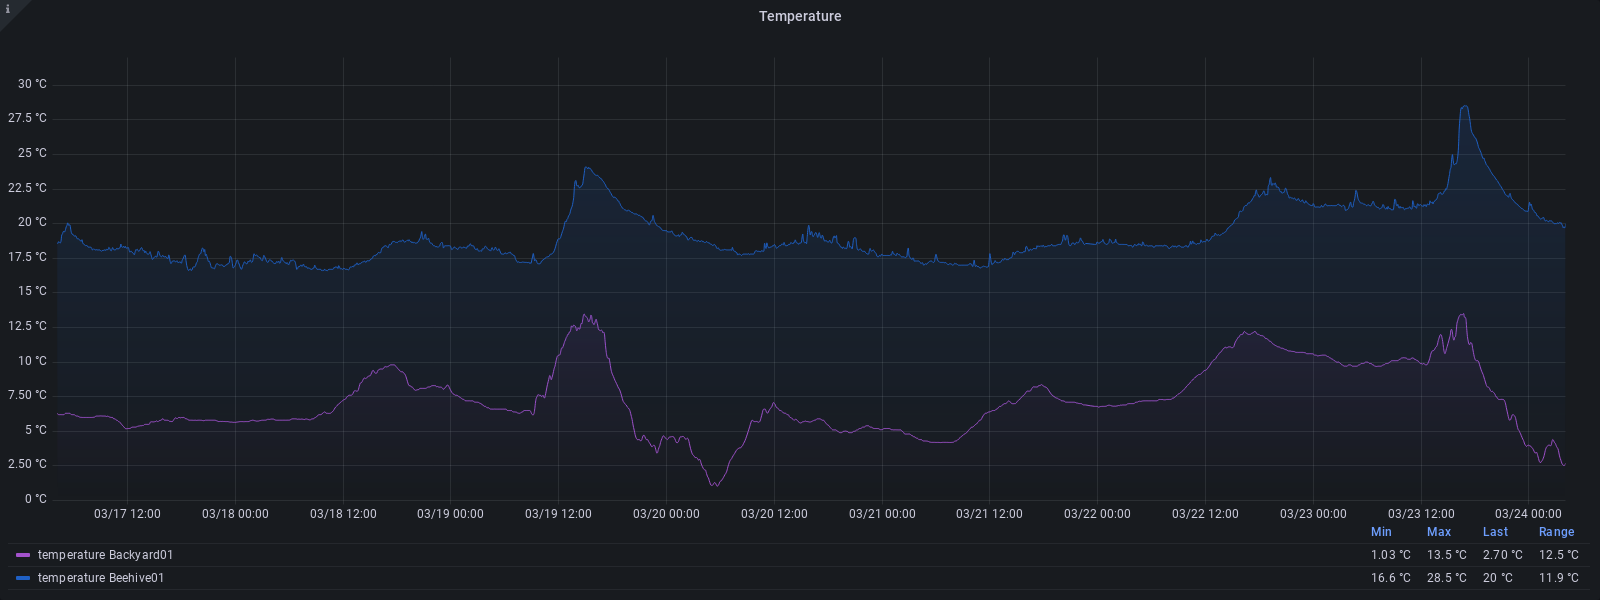 i
Temperature
30 °C
27.5 °C
25 °C
22.5 °C
20 °C
17.5 °C
15 °C
12.5 °C
10 °C
7.50 °C
5 °C
2.50 °C
0 °C
03/17 12:00 03/18 00:00 03/18 12:00 03/19 00:00 03/19 12:00 03/20 00:00 03/20 12:00 03/21 00:00 03/21 12:00 03/22 00:00 03/22 12:00 03/23 00:00 03/23 12:00 03/24 00:00
Min Max Last Range
temperature Backyard01 1.03 °C 13.5 °C 2.70 °C 12.5 °C
temperature Beehive01 16.6 °C 28.5 °C 20 °C 11.9 °C